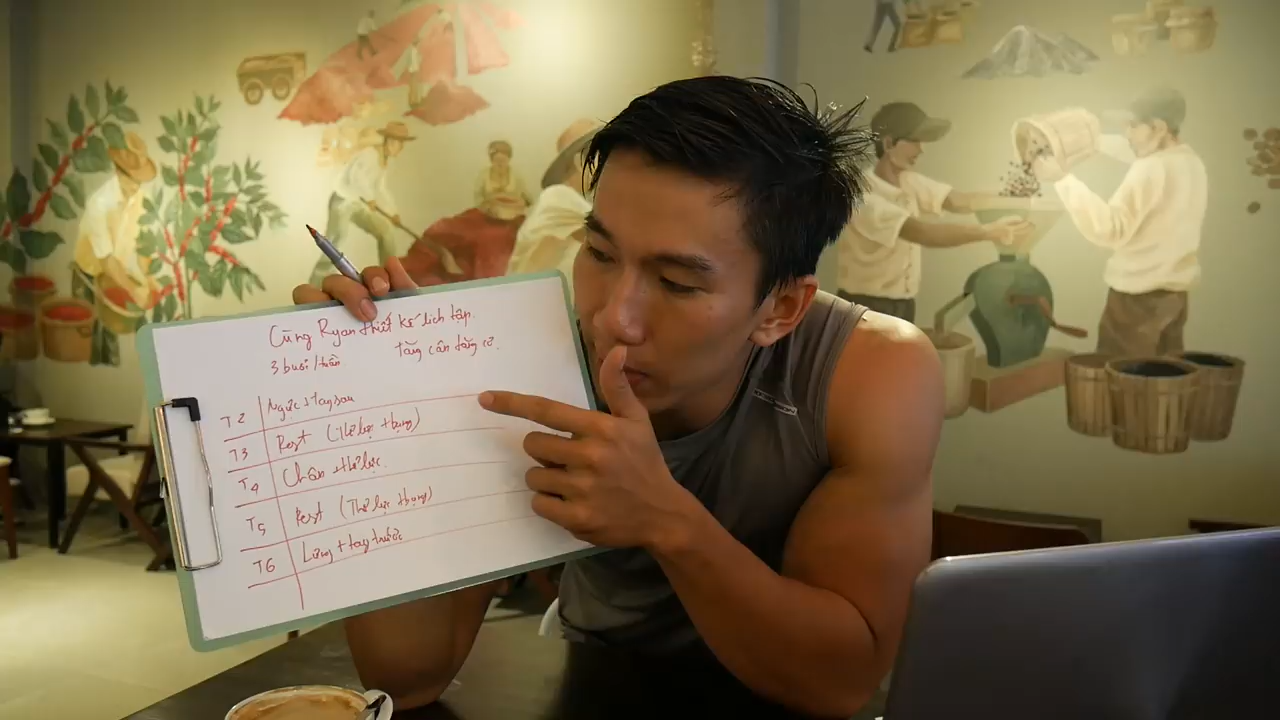 Cùng Ryan thiết kế lịch tập.
3 buổi/tuần tăng cân tăng cơ.
T2 Ngực + tay sau
T3 Rest (Thể lực + bụng)
T4 Chân + thể lực.
T5 Rest (Thể lực + bụng)
T6 Lưng + tay trước